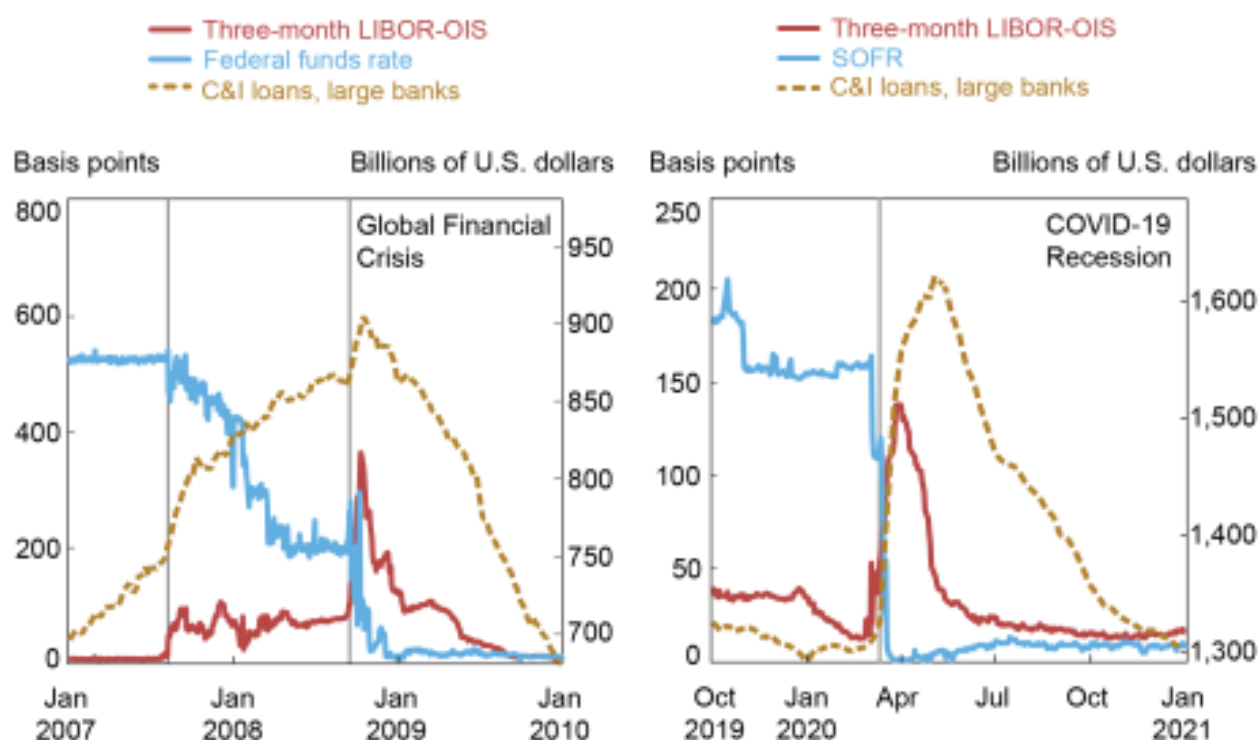 Three-month LIBOR-OIS
Federal funds rate
C&I loans, large banks
Basis points
Billions of U.S. dollars
Global Financial
Crisis
800
600
400
200
0
950
900
850
800
750
700
Jan
2007
Jan
2008
Jan
2009
Jan
2010
Three-month LIBOR-OIS
SOFR
C&I loans, large banks
Basis points
Billions of U.S. dollars
COVID-19
Recession
250
200
150
100
50
0
1,600
1,500
1,400
1,300
Oct
2019
Jan
2020
Apr
Jul
Oct
Jan
2021